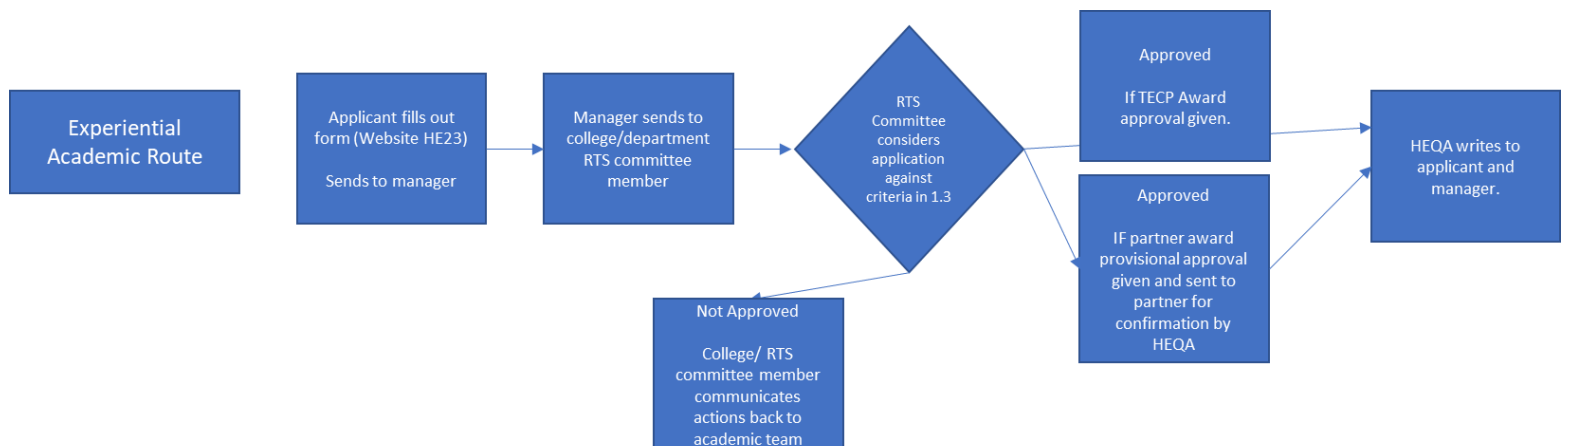 Experiential
Academic Route
Applicant fills out
form (Website HE23)
Sends to manager
Manager sends to
college/department
RTS committee
member
RTS
Committee
considers
application
against
criteria in 1.3
Approved
If TECP Award
approval given.
Approved
IF partner award
provisional approval
given and sent to
partner for
confirmation by
HEQA
HEQA writes to
applicant and
manager.
Not Approved
College/ RTS
committee member
communicates
actions back to
academic team